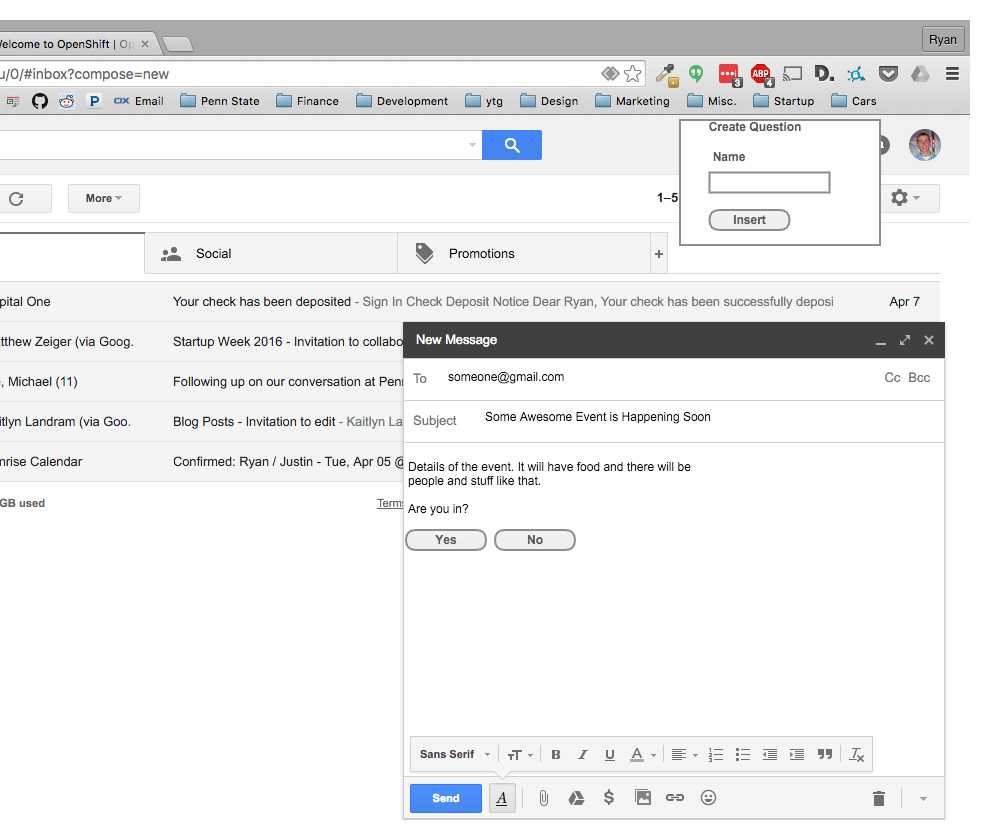 Ryan
elcome to OpenShift | Op
u/0/#inbox?compose=new
3 ABP 4 D.
P OX Email Penn State Finance Development ytg Design Marketing Misc. Startup Cars
Create Question
Name
Insert
More
1–5
Social Promotions +
pital One Your check has been deposited - Sign In Check Deposit Notice Dear Ryan, Your check has been successfully deposi Apr 7
tthew Zeiger (via Goog. Startup Week 2016 - Invitation to collabo
, Michael (11) Following up on our conversation at Pen
itlyn Landram (via Goo. Blog Posts - Invitation to edit - Kaitlyn La
nrise Calendar Confirmed: Ryan / Justin - Tue, Apr 05 @
GB used Terms
New Message
To someone@gmail.com Cc Bcc
Subject Some Awesome Event is Happening Soon
Details of the event. It will have food and there will be
people and stuff like that.
Are you in?
Yes No
Sans Serif B I U A
Send A $